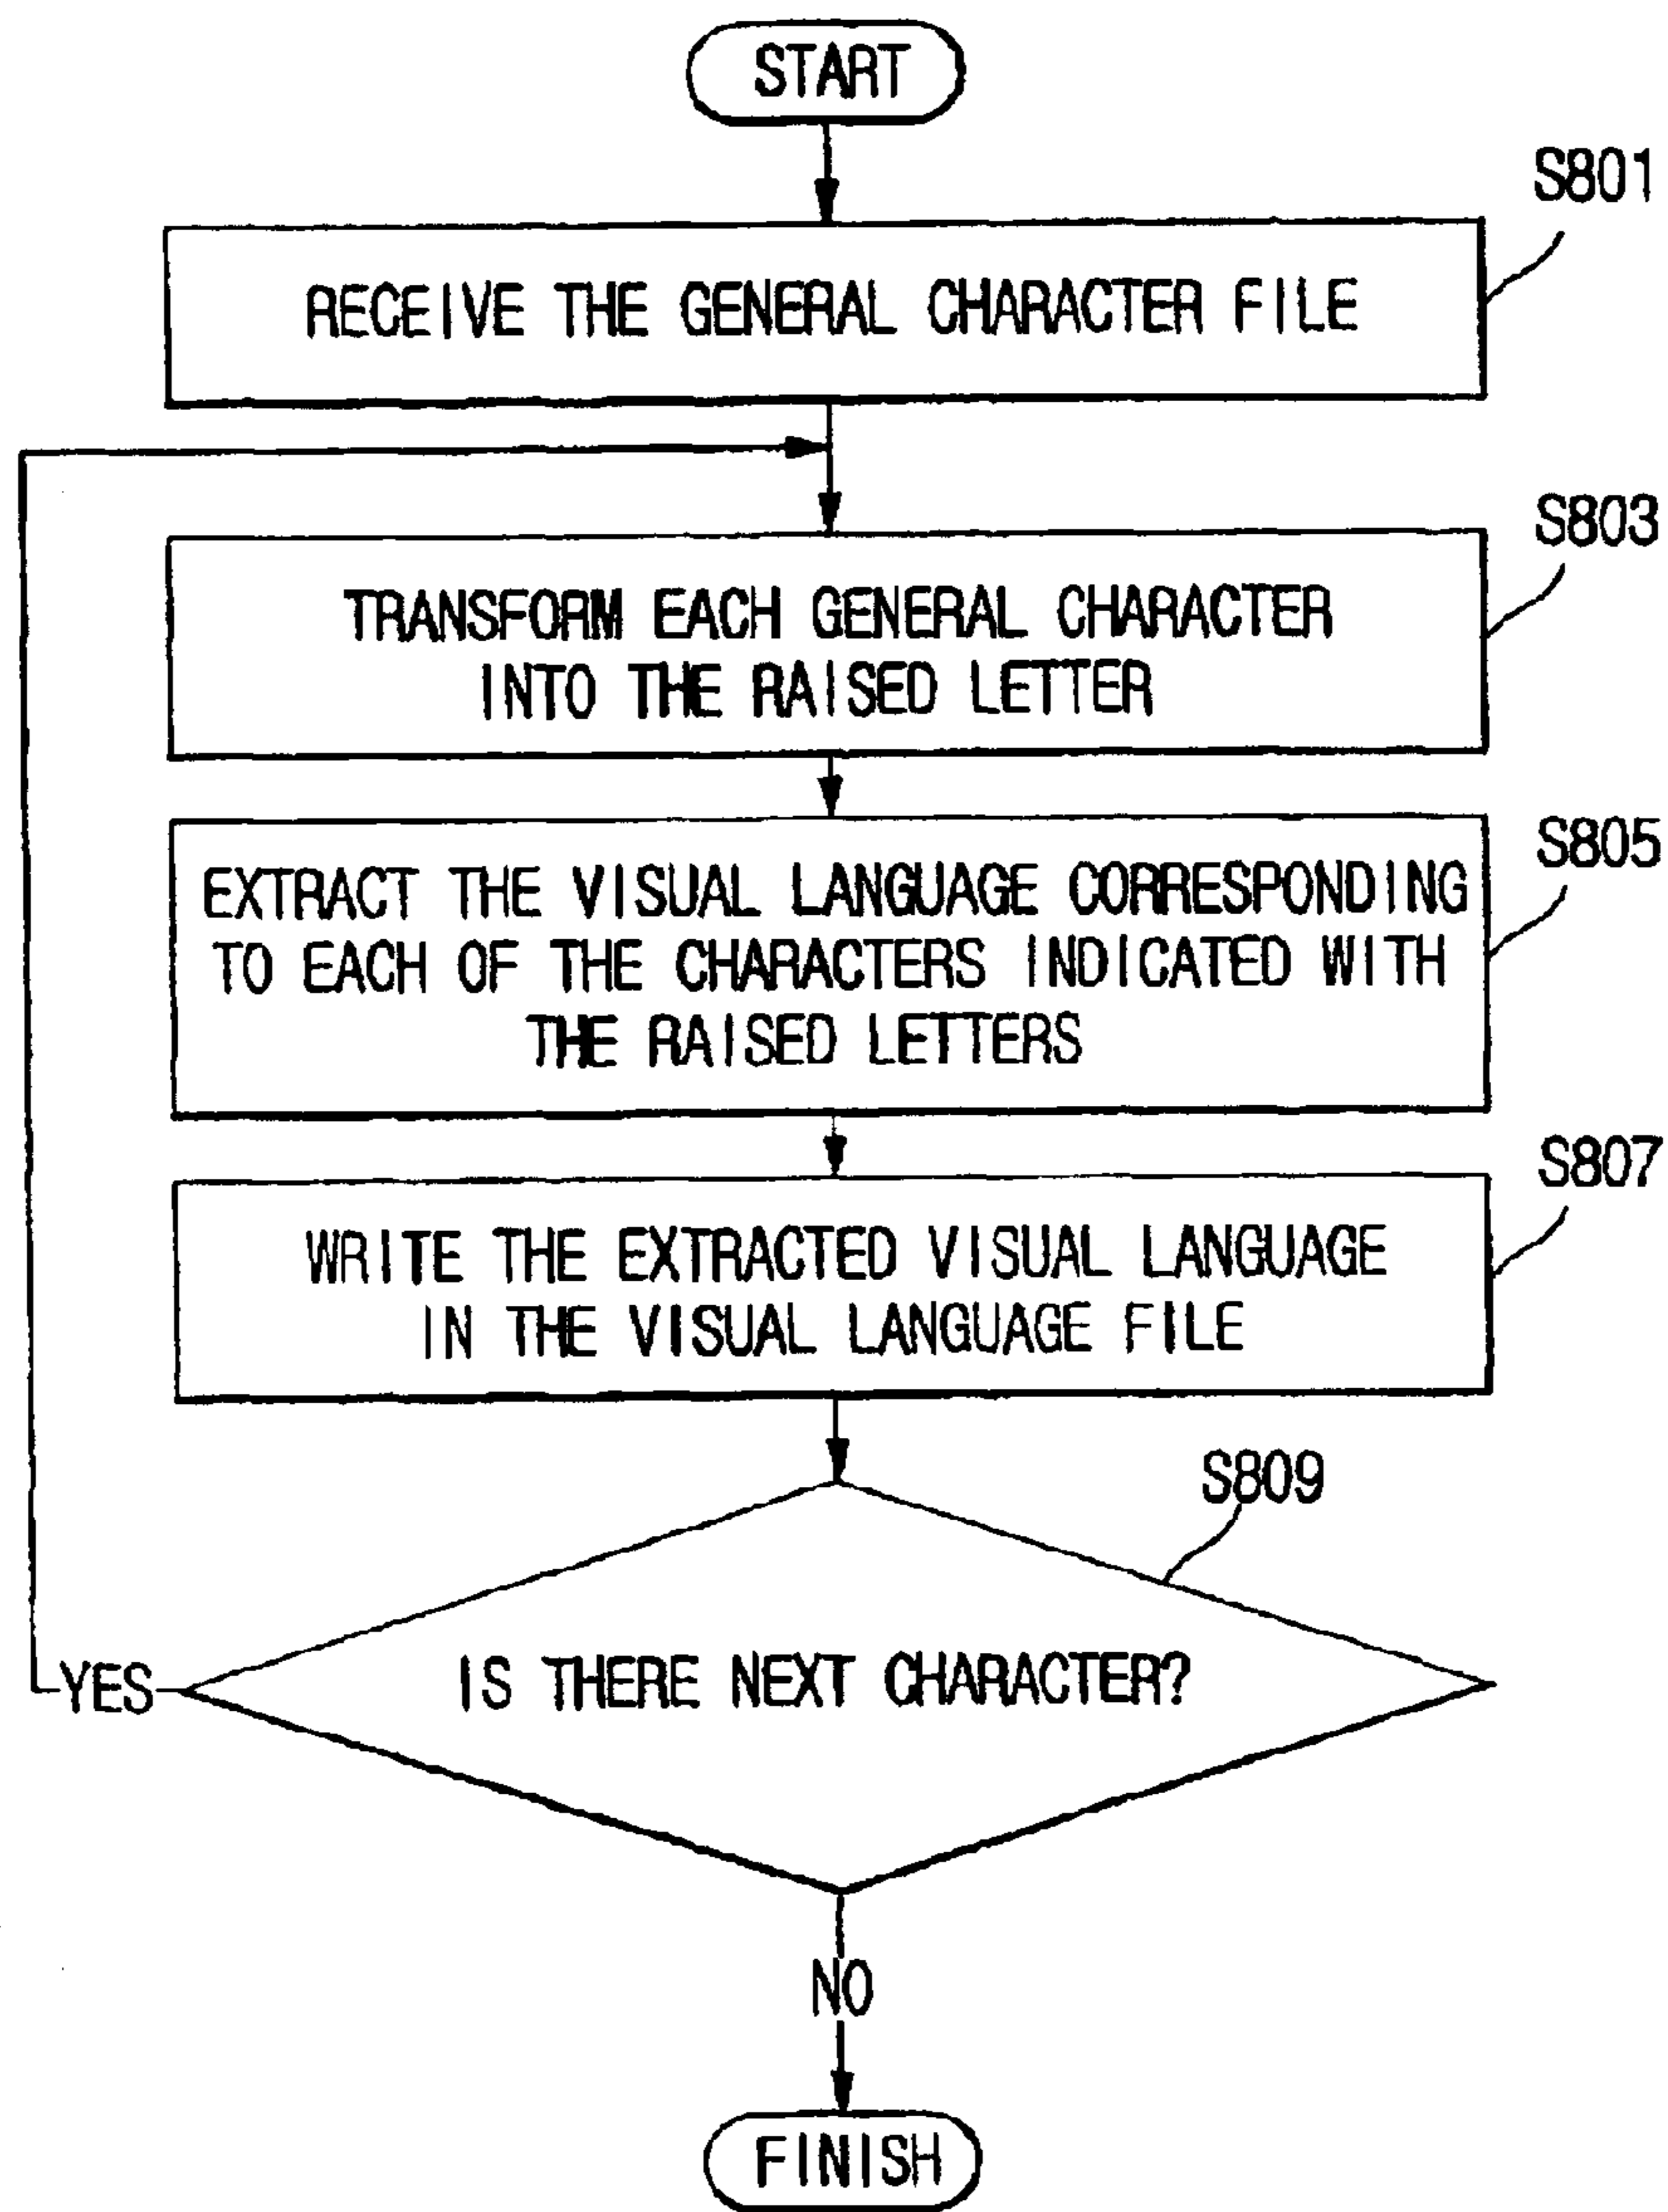 START
S801
RECEIVE THE GENERAL CHARACTER FILE
S803
TRANSFORM EACH GENERAL CHARACTER
INTO THE RAISED LETTER
S805
EXTRACT THE VISUAL LANGUAGE CORRESPONDING
TO EACH OF THE CHARACTERS INDICATED WITH
THE RAISED LETTERS
S807
WRITE THE EXTRACTED VISUAL LANGUAGE
IN THE VISUAL LANGUAGE FILE
S809
IS THERE NEXT CHARACTER?
YES
NO
FINISH